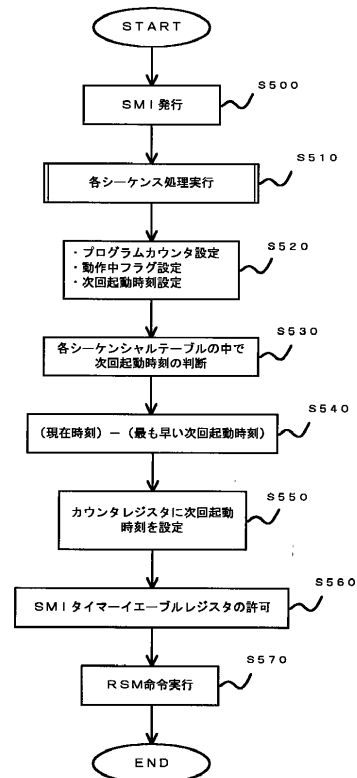 START
SMI発行
S500
各シーケンス処理実行
S510
・プログラムカウンタ設定
・動作中フラグ設定
・次回起動時刻設定
S520
各シーケンシャルテーブルの中で
次回起動時刻の判断
S530
(現在時刻)－(最も早い次回起動時刻)
S540
カウンタレジスタに次回起動
時刻を設定
S550
SMIタイマーイエーブルレジスタの許可
S560
RSM命令実行
S570
END